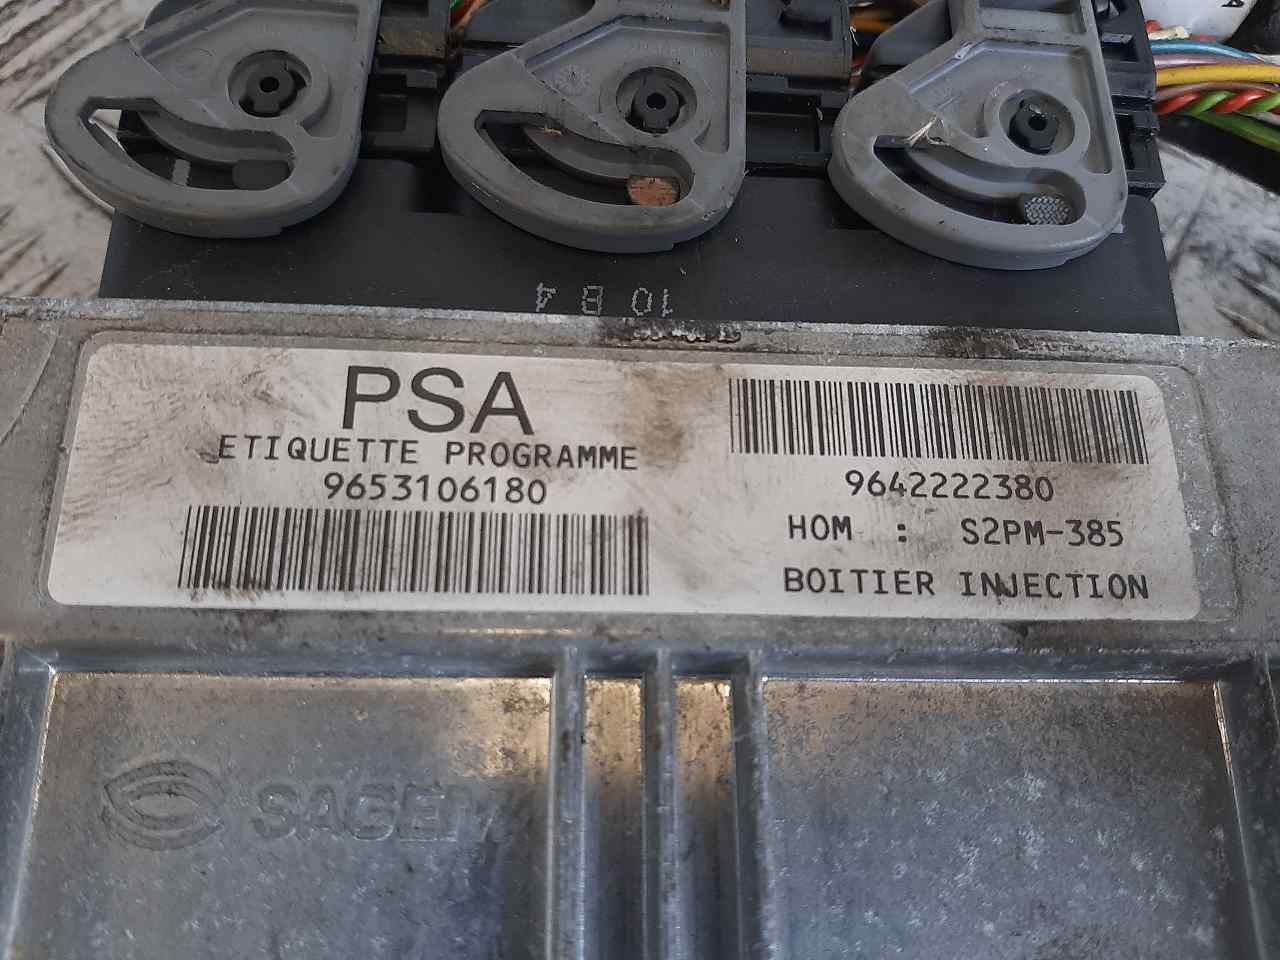 10 B 4
PSA
ETIQUETTE PROGRAMME
9653106180
9642222380
HOM : S2PM-385
BOITIER INJECTION
SAGEM